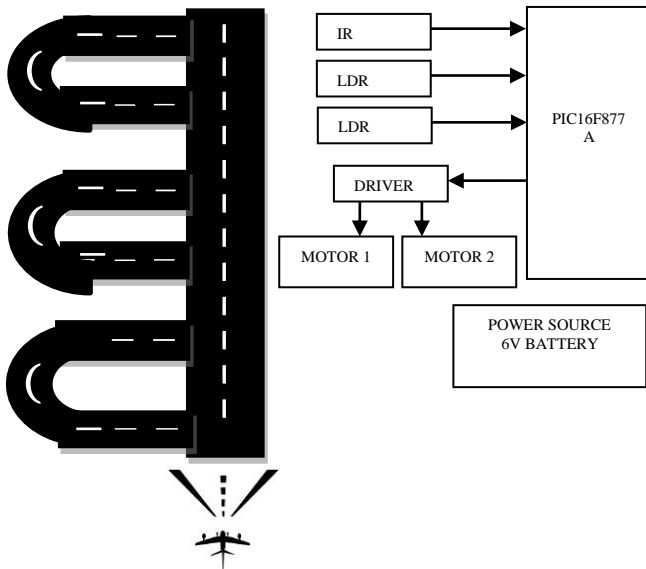 IR
LDR
LDR
PIC16F877
A
DRIVER
MOTOR 1
MOTOR 2
POWER SOURCE
6V BATTERY